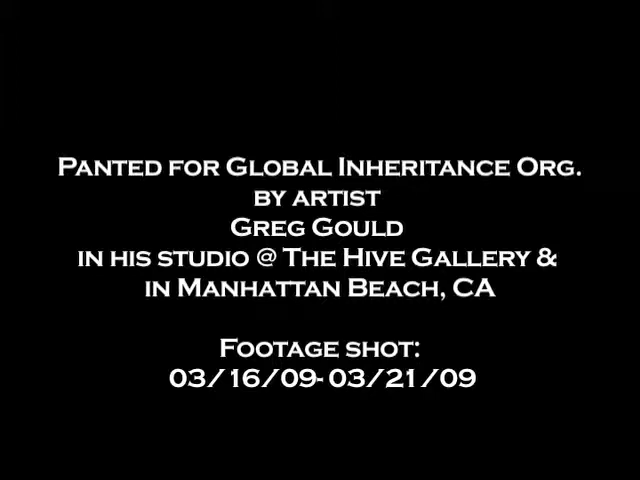 Panted for Global Inheritance Org.
by artist
Greg Gould
in his studio @ The Hive Gallery &
in Manhattan Beach, CA
Footage shot:
03/16/09- 03/21/09